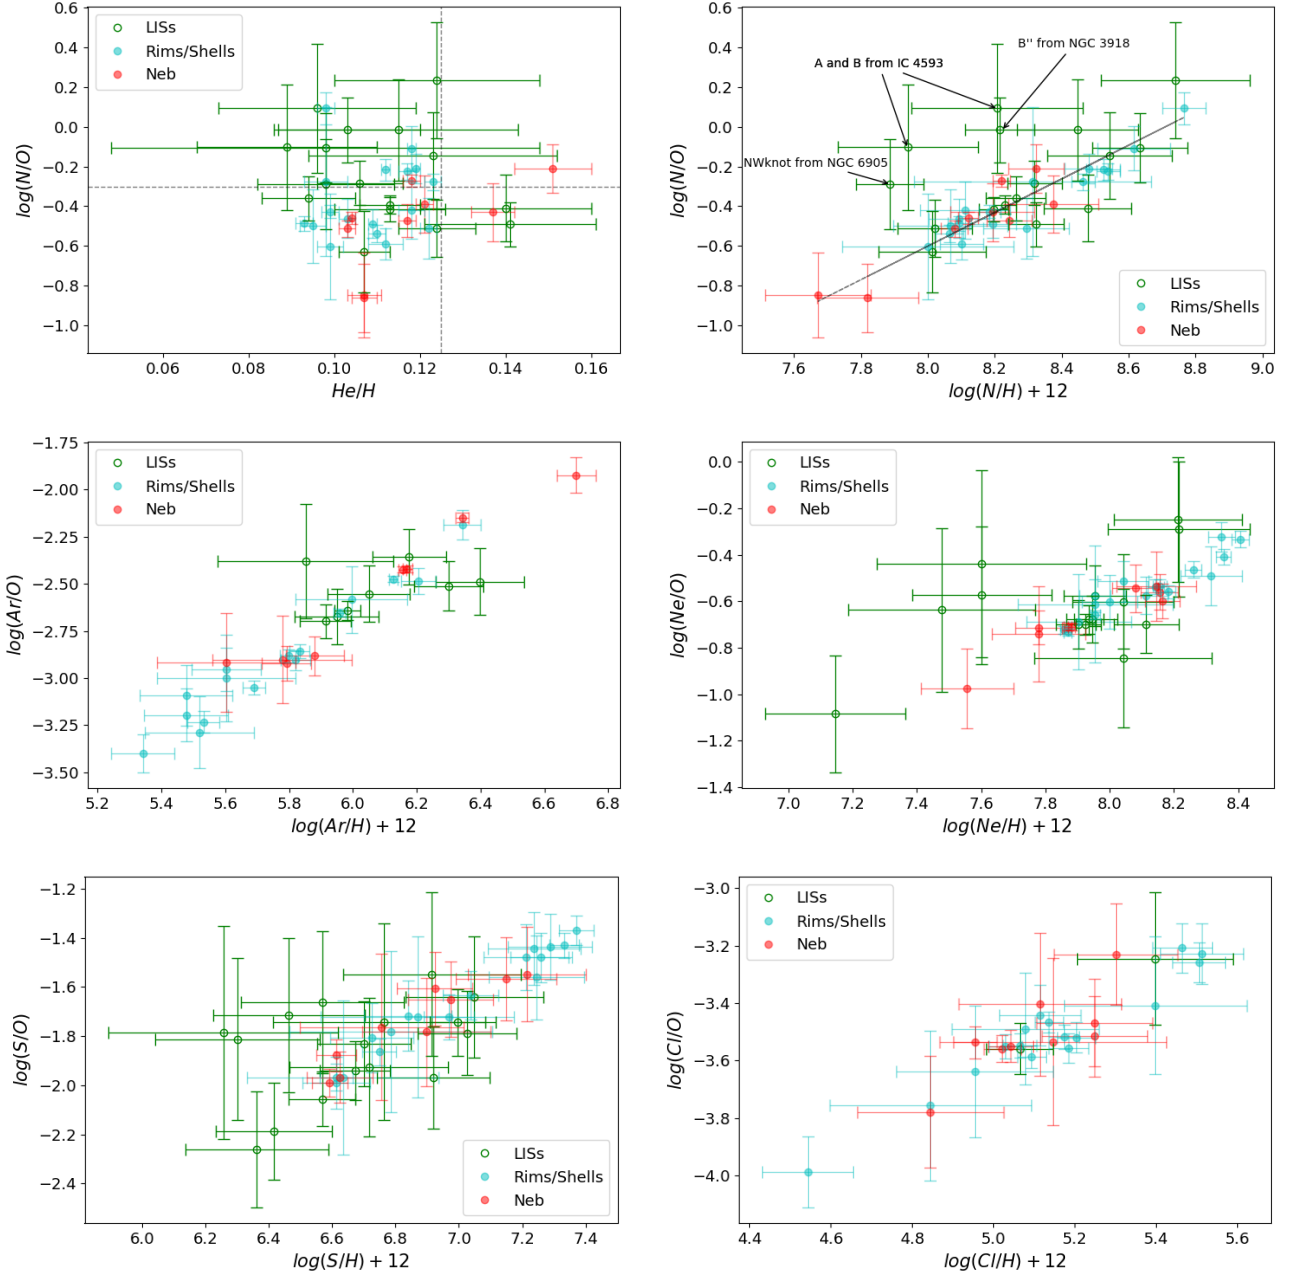 0.6
0.4
0.2
0.0
−0.2
−0.4
−0.6
−0.8
−1.0
log(N/O)
LISs
Rims/Shells
Neb
0.06 0.08 0.10 0.12 0.14 0.16
He/H
0.6
0.4
0.2
0.0
−0.2
−0.4
−0.6
−0.8
−1.0
log(N/O)
B'' from NGC 3918
A and B from IC 4593
NWknot from NGC 6905
LISs
Rims/Shells
Neb
7.6 7.8 8.0 8.2 8.4 8.6 8.8 9.0
log(N/H) + 12
−1.75
−2.00
−2.25
−2.50
−2.75
−3.00
−3.25
−3.50
log(Ar/O)
LISs
Rims/Shells
Neb
5.2 5.4 5.6 5.8 6.0 6.2 6.4 6.6 6.8
log(Ar/H) + 12
0.0
−0.2
−0.4
−0.6
−0.8
−1.0
−1.2
−1.4
log(Ne/O)
LISs
Rims/Shells
Neb
7.0 7.2 7.4 7.6 7.8 8.0 8.2 8.4
log(Ne/H) + 12
−1.2
−1.4
−1.6
−1.8
−2.0
−2.2
−2.4
log(S/O)
LISs
Rims/Shells
Neb
6.0 6.2 6.4 6.6 6.8 7.0 7.2 7.4
log(S/H) + 12
−3.0
−3.2
−3.4
−3.6
−3.8
−4.0
log(Cl/O)
LISs
Rims/Shells
Neb
4.4 4.6 4.8 5.0 5.2 5.4 5.6
log(Cl/H) + 12